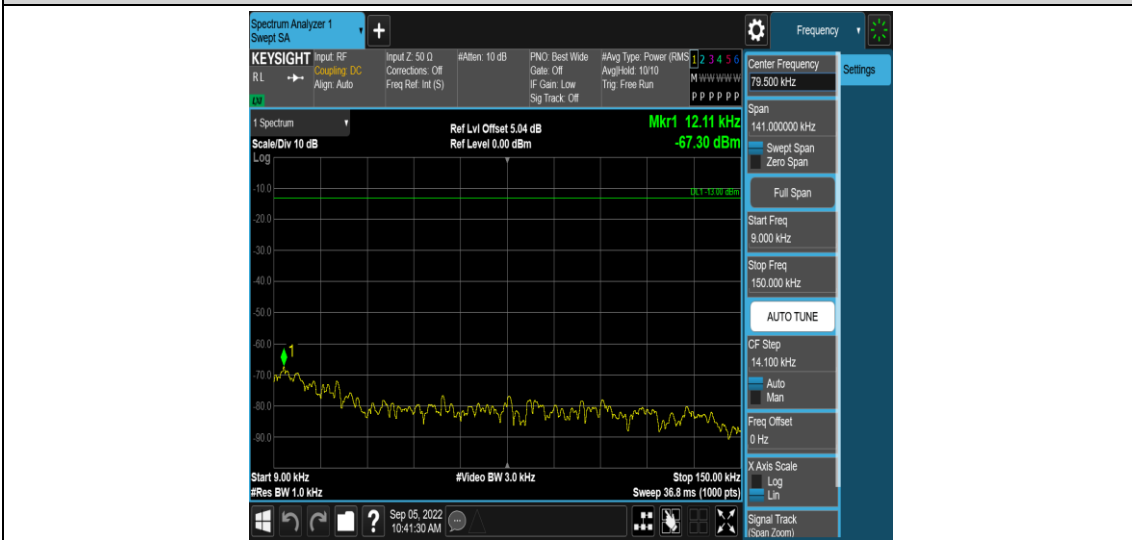 Spectrum Analyzer 1
Swept SA
+
Frequency
KEYSIGHT
RL
LXI
Input: RF
Coupling: DC
Align: Auto
Input Z: 50 Ω
Corrections: Off
Freq Ref: Int (S)
#Atten: 10 dB
PNO: Best Wide
Gate: Off
IF Gain: Low
Sig Track: Off
#Avg Type: Power (RMS
Avg|Hold: 10/10
Trig: Free Run
1 2 3 4 5 6
M W W W W W
P P P P P P
1 Spectrum
Scale/Div 10 dB
Log
Ref Lvl Offset 5.04 dB
Ref Level 0.00 dBm
Mkr1 12.11 kHz
-67.30 dBm
DL1 -13.00 dBm
-10.0
-20.0
-30.0
-40.0
-50.0
-60.0
1
-70.0
-80.0
-90.0
Start 9.00 kHz
#Video BW 3.0 kHz
Stop 150.00 kHz
#Res BW 1.0 kHz
Sweep 36.8 ms (1000 pts)
Center Frequency
79.500 kHz
Settings
Span
141.000000 kHz
Swept Span
Zero Span
Full Span
Start Freq
9.000 kHz
Stop Freq
150.000 kHz
AUTO TUNE
CF Step
14.100 kHz
Auto
Man
Freq Offset
0 Hz
X Axis Scale
Log
Lin
Signal Track
(Span Zoom)
?
Sep 05, 2022
10:41:30 AM